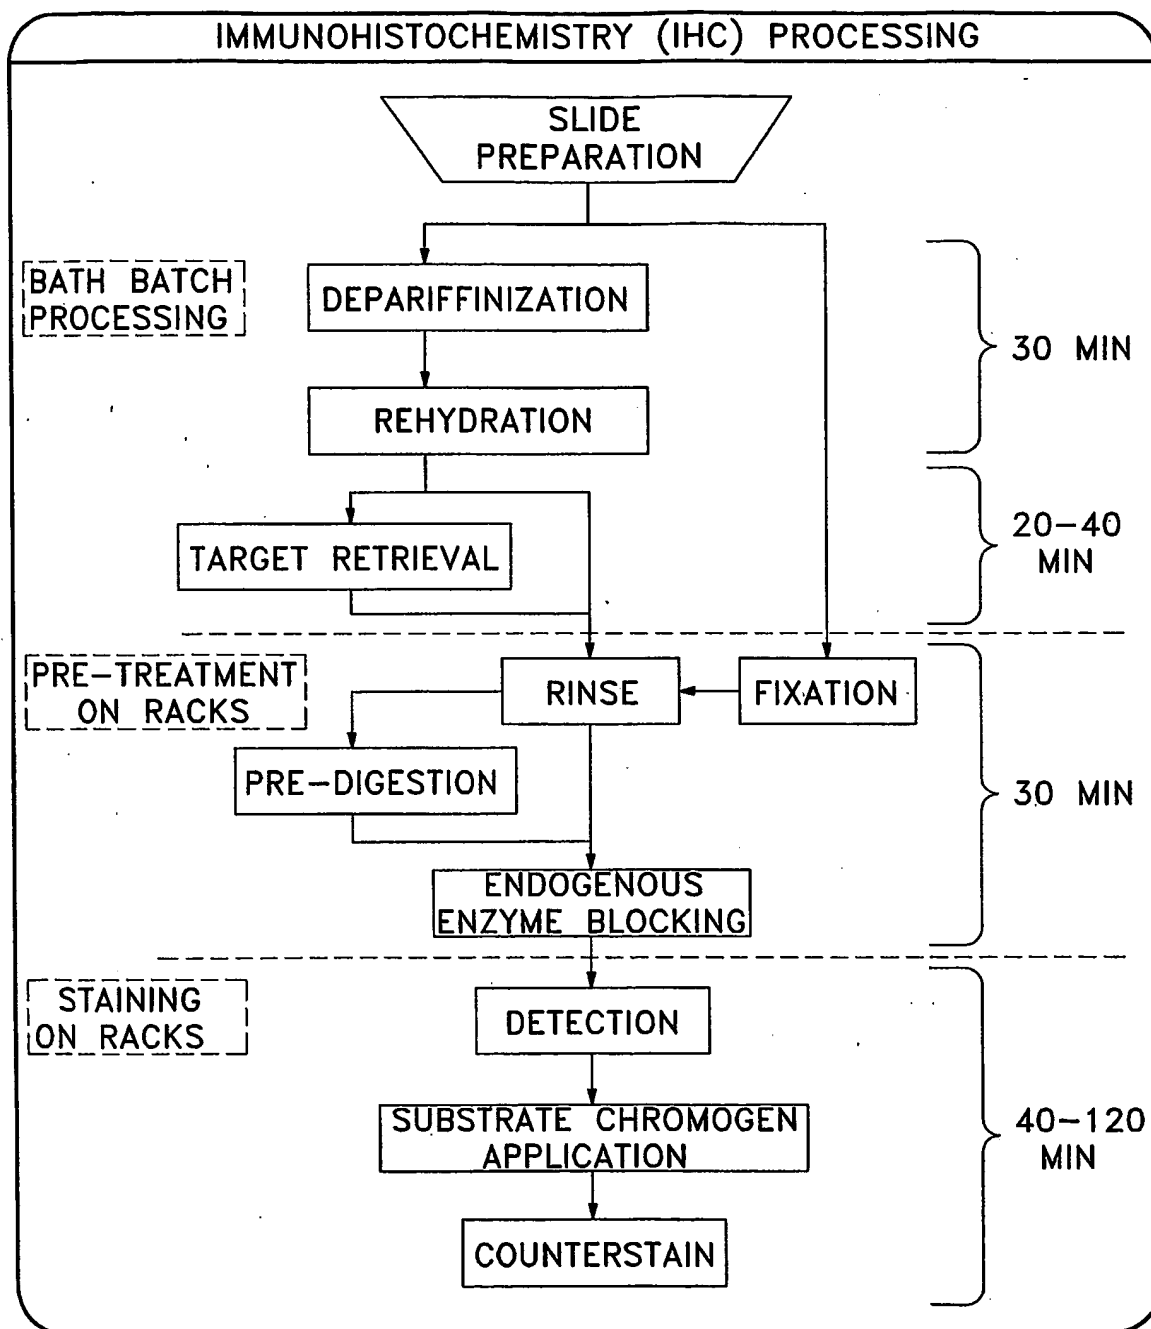 IMMUNOHISTOCHEMISTRY (IHC) PROCESSING
SLIDE
PREPARATION
BATH BATCH
PROCESSING
DEPARIFFINIZATION
30 MIN
REHYDRATION
TARGET RETRIEVAL
20-40
MIN
PRE-TREATMENT
ON RACKS
RINSE
FIXATION
PRE-DIGESTION
30 MIN
ENDOGENOUS
ENZYME BLOCKING
STAINING
ON RACKS
DETECTION
SUBSTRATE CHROMOGEN
APPLICATION
40-120
MIN
COUNTERSTAIN